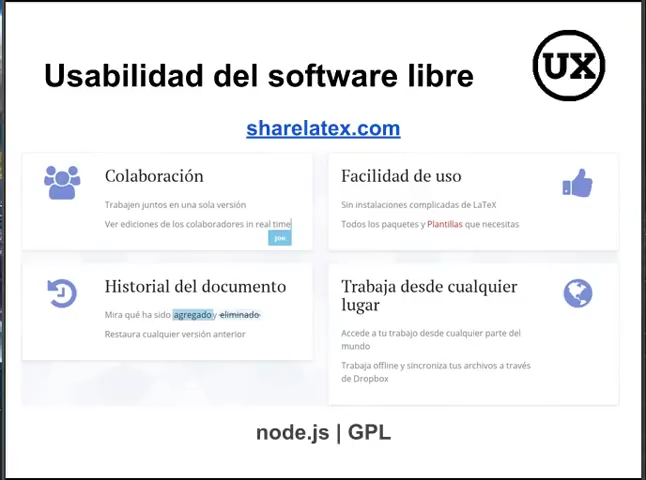 Usabilidad del software libre
UX
sharelatex.com
Colaboración
Trabajen juntos en una sola versión
Ver ediciones de los colaboradores in real time
Joe
Facilidad de uso
Sin instalaciones complicadas de LaTeX
Todos los paquetes y Plantillas que necesitas
Historial del documento
Mira qué ha sido agregado y eliminado
Restaura cualquier versión anterior
Trabaja desde cualquier
lugar
Accede a tu trabajo desde cualquier parte del
mundo
Trabaja offline y sincroniza tus archivos a través
de Dropbox
node.js | GPL